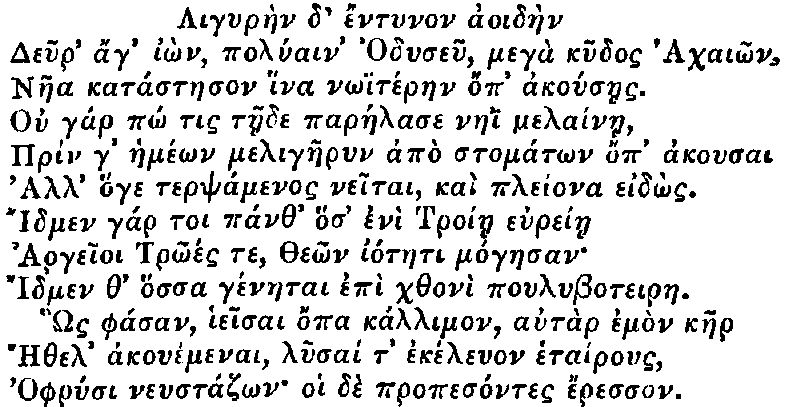 Λιγυρὴν δ' ἔντυνον ἀοιδὴν
Δεῦρ' ἄγ' ἰὼν, πολύαιν' Ὀδυσεῦ, μεγὰ κῦδος Ἀχαιῶν,
Νῆα κατάστησον ἵνα νωϊτέρην ὄπ' ἀκούσῃς.
Οὐ γάρ πώ τις τῇδε παρήλασε νηῒ μελαίνῃ,
Πρίν γ' ἡμέων μελιγῆρυν ἀπὸ στομάτων ὄπ' ἀκουσαι
Ἀλλ' ὅγε τερψάμενος νεῖται, καὶ πλείονα εἰδὼς.
Ἴδμεν γάρ τοι πάνθ' ὅσ' ἐνὶ Τροίῃ εὐρείῃ
Ἀργεῖοι Τρῶές τε, Θεῶν ἰότητι μόγησαν·
Ἴδμεν θ' ὅσσα γένηται ἐπὶ χθονὶ πουλυβοτειρη.
Ὣς φάσαν, ἱεῖσαι ὄπα κάλλιμον, αὐτὰρ ἐμὸν κῆρ
Ἤθελ' ἀκουέμεναι, λῦσαί τ' ἐκέλευον ἑταίρους,
Ὀφρύσι νευστάζων· οἱ δὲ προπεσόντες ἔρεσσον.